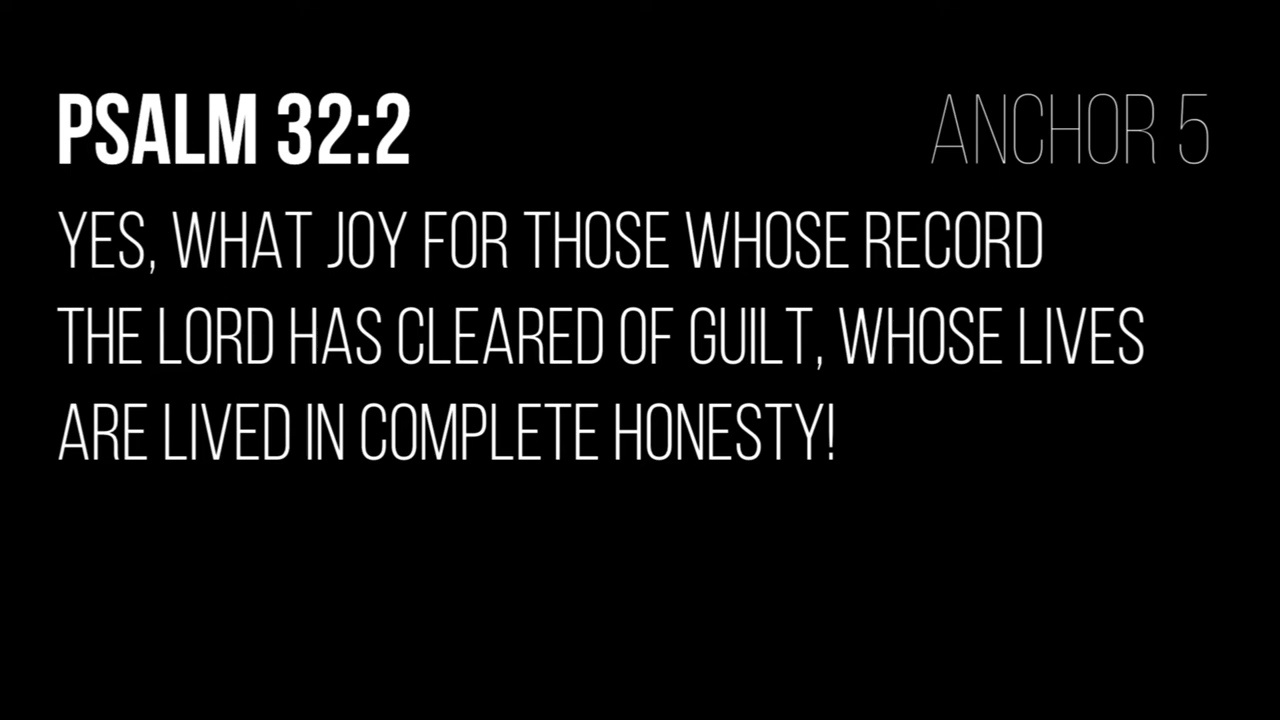 PSALM 32:2
ANCHOR 5
YES, WHAT JOY FOR THOSE WHOSE RECORD
THE LORD HAS CLEARED OF GUILT, WHOSE LIVES
ARE LIVED IN COMPLETE HONESTY!